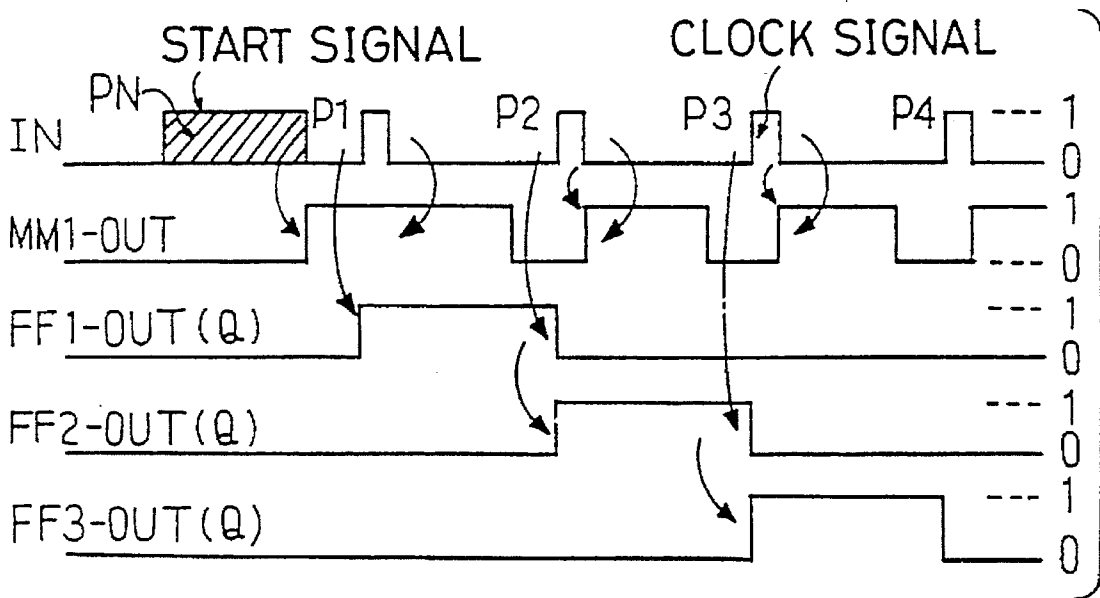 START SIGNAL
CLOCK SIGNAL
PN
IN
P1
P2
P3
P4
--- 1
0
MM1-OUT
1
--- 0
FF1-OUT(Q)
--- 1
0
FF2-OUT(Q)
--- 1
0
FF3-OUT(Q)
--- 1
0